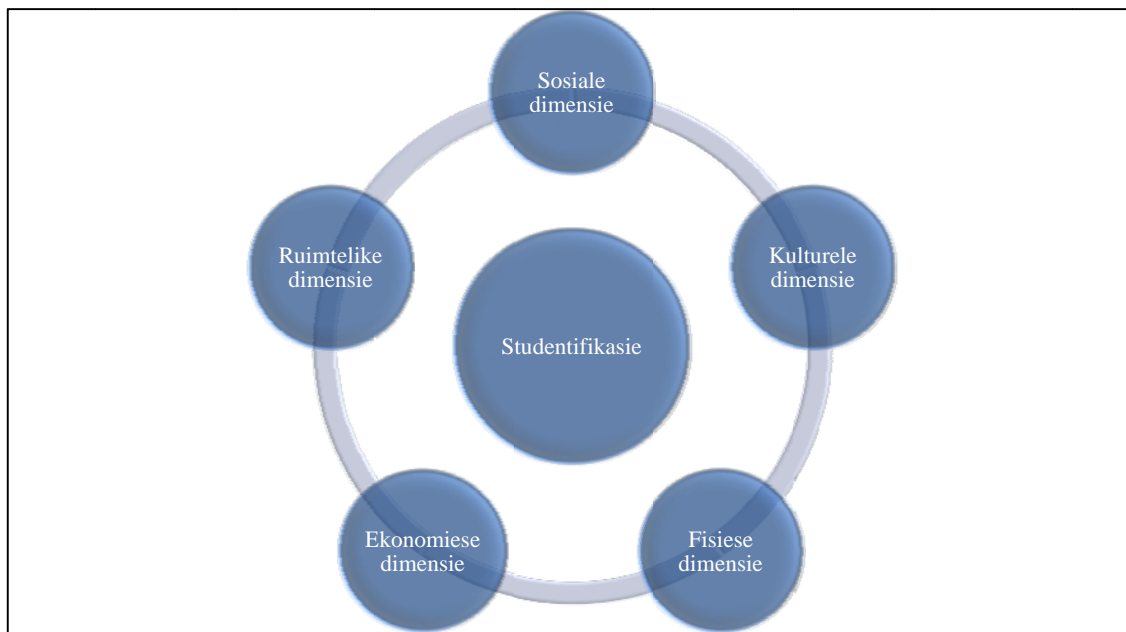 Sosiale
dimensie
Kulturele
dimensie
Fisiese
dimensie
Ekonomiese
dimensie
Ruimtelike
dimensie
Studentifikasie